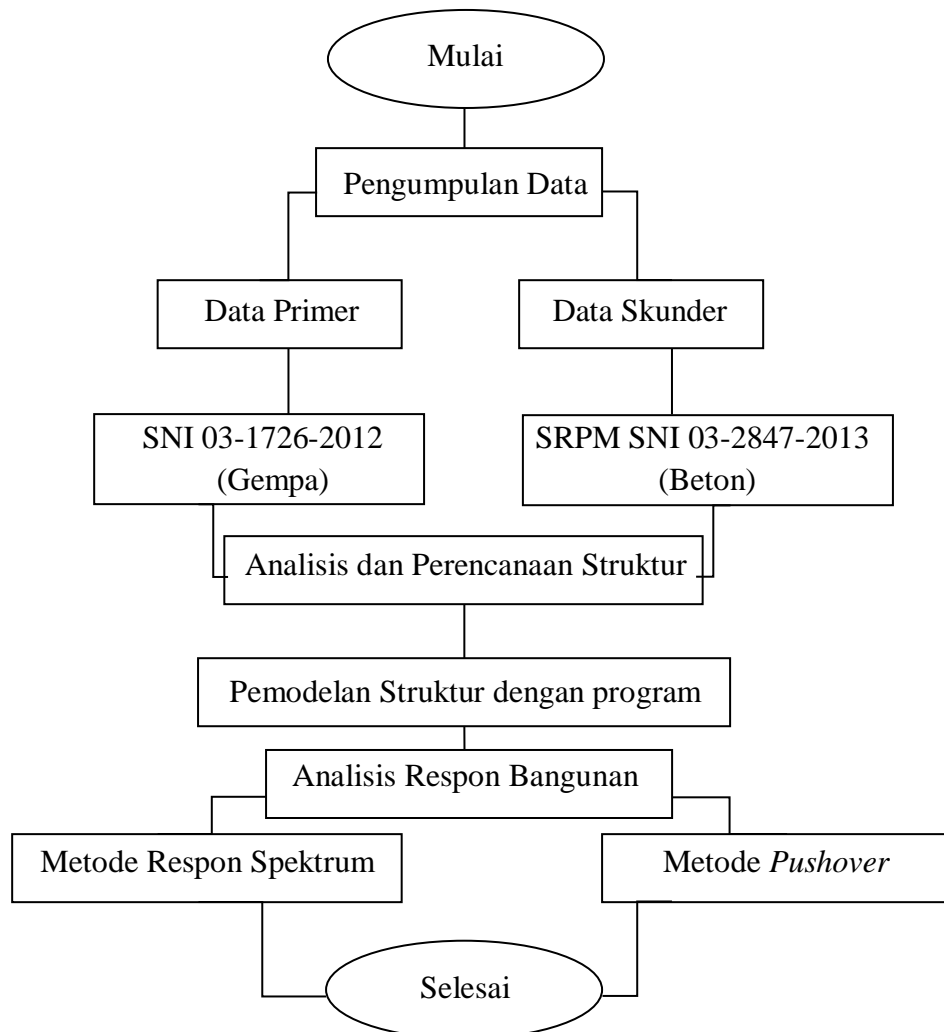 Mulai
Pengumpulan Data
Data Primer
Data Skunder
SNI 03-1726-2012
(Gempa)
SRPM SNI 03-2847-2013
(Beton)
Analisis dan Perencanaan Struktur
Pemodelan Struktur dengan program
Analisis Respon Bangunan
Metode Respon Spektrum
Metode Pushover
Selesai